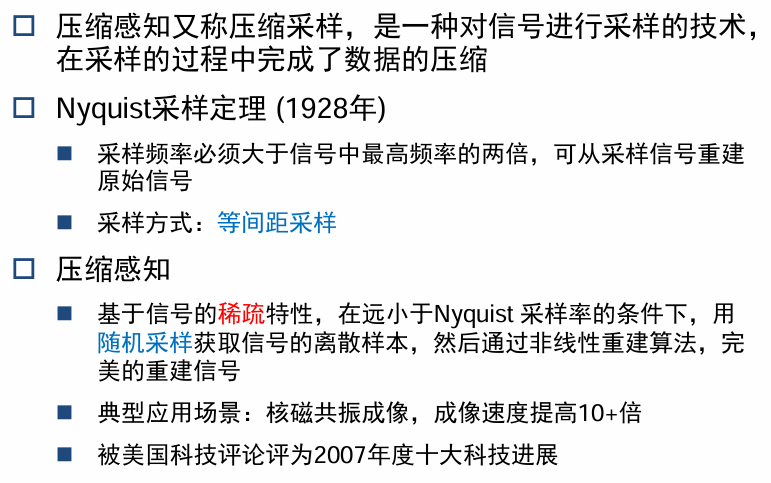 压缩感知又称压缩采样，是一种对信号进行采样的技术，
在采样的过程中完成了数据的压缩
Nyquist采样定理 (1928年)
采样频率必须大于信号中最高频率的两倍，可从采样信号重建
原始信号
采样方式：等间距采样
压缩感知
基于信号的稀疏特性，在远小于Nyquist 采样率的条件下，用
随机采样获取信号的离散样本，然后通过非线性重建算法，完
美的重建信号
典型应用场景：核磁共振成像，成像速度提高10+倍
被美国科技评论评为2007年度十大科技进展